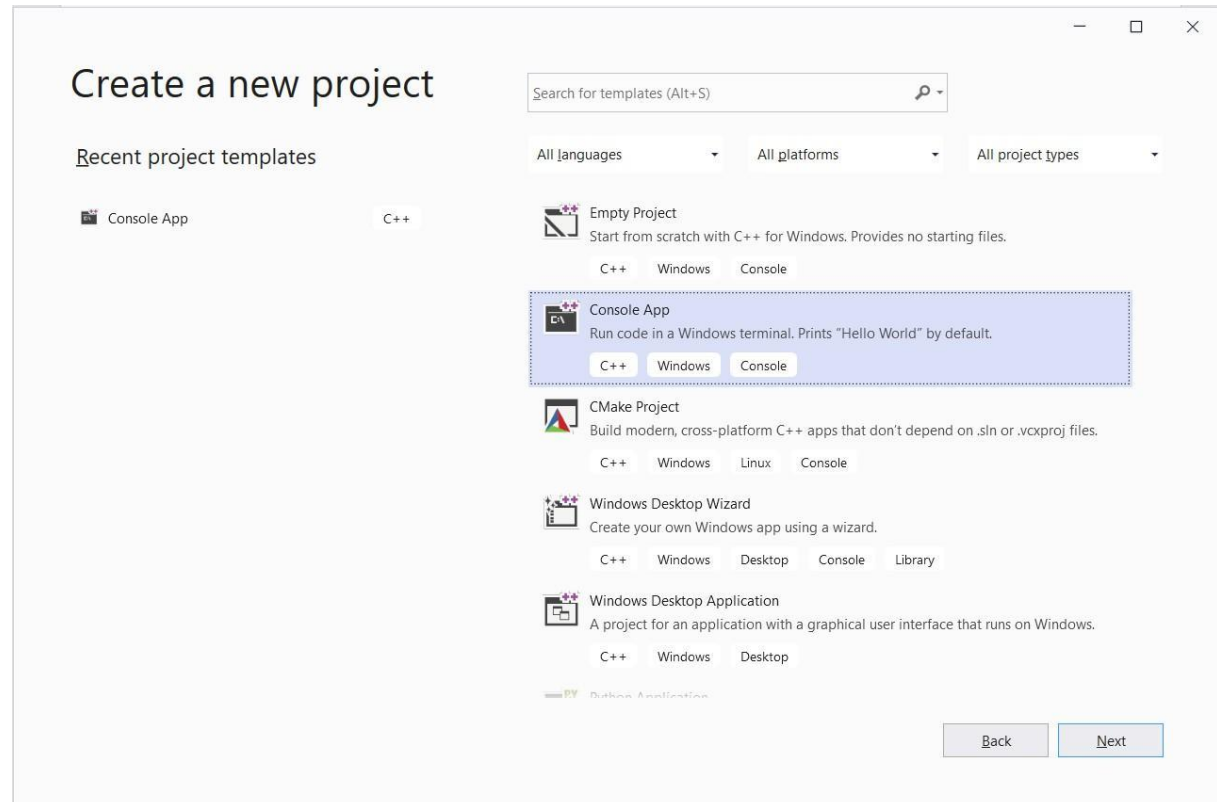 Create a new project
Search for templates (Alt+S)
Recent project templates
All languages
All platforms
All project types
Console App
C++
Empty Project
Start from scratch with C++ for Windows. Provides no starting files.
C++ Windows Console
Console App
Run code in a Windows terminal. Prints "Hello World" by default.
C++ Windows Console
CMake Project
Build modern, cross-platform C++ apps that don't depend on .sln or .vcxproj files.
C++ Windows Linux Console
Windows Desktop Wizard
Create your own Windows app using a wizard.
C++ Windows Desktop Console Library
Windows Desktop Application
A project for an application with a graphical user interface that runs on Windows.
C++ Windows Desktop
Python Application
Back
Next